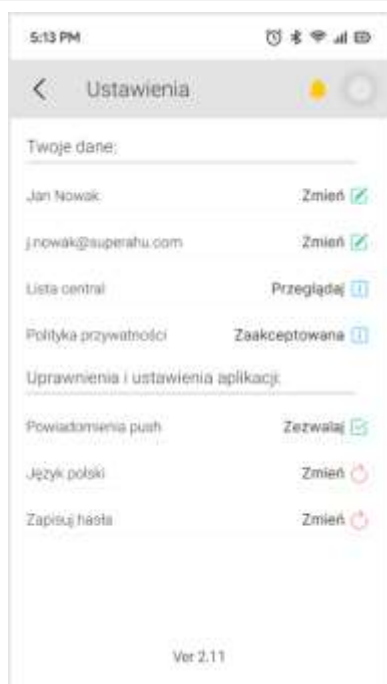 5:13 PM
Ustawienia
Twoje dane:
Jan Nowak Zmień
j.nowak@superahu.com Zmień
Lista central Przeglądaj
Polityka prywatności Zaakceptowana
Uprawnienia i ustawienia aplikacji:
Powiadomienia push Zezwalaj
Język polski Zmień
Zapisuj hasła Zmień
Ver 2.11